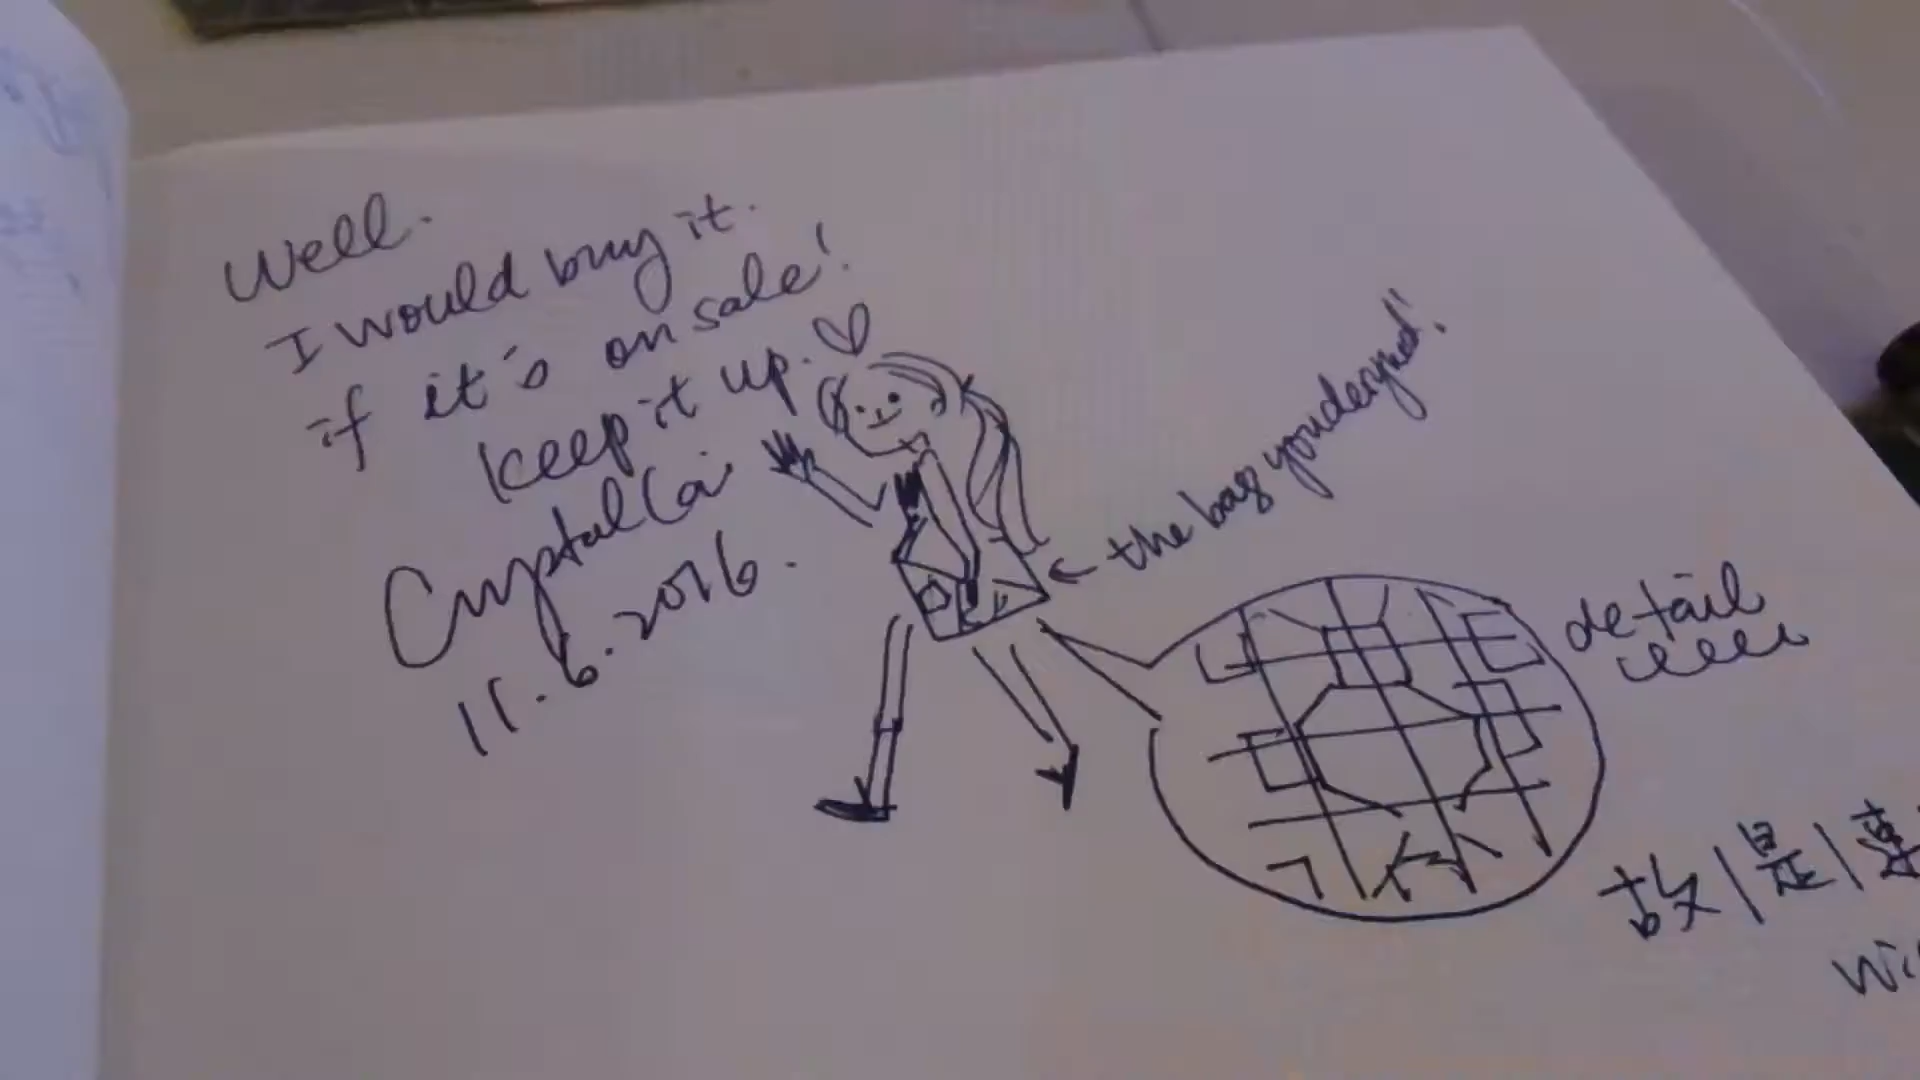 Well.
I would buy it.
if it's on sale!
keep it up.
Crystal Cai
11.6.2016.
← the bag you designed!
detail
故|是|專